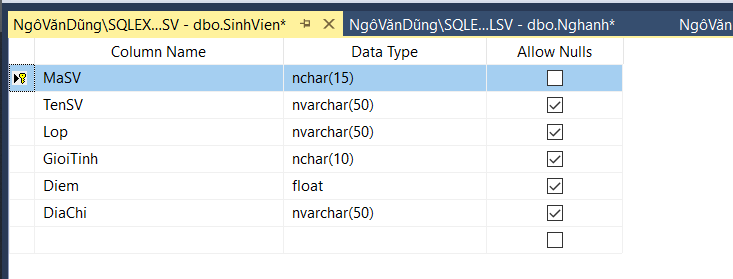 NgôVănDũng\SQLEX...SV - dbo.SinhVien* NgôVănDũng\SQLE...LSV - dbo.Nghanh* NgôVăn
Column Name Data Type Allow Nulls
MaSV nchar(15)
TenSV nvarchar(50)
Lop nvarchar(50)
GioiTinh nchar(10)
Diem float
DiaChi nvarchar(50)